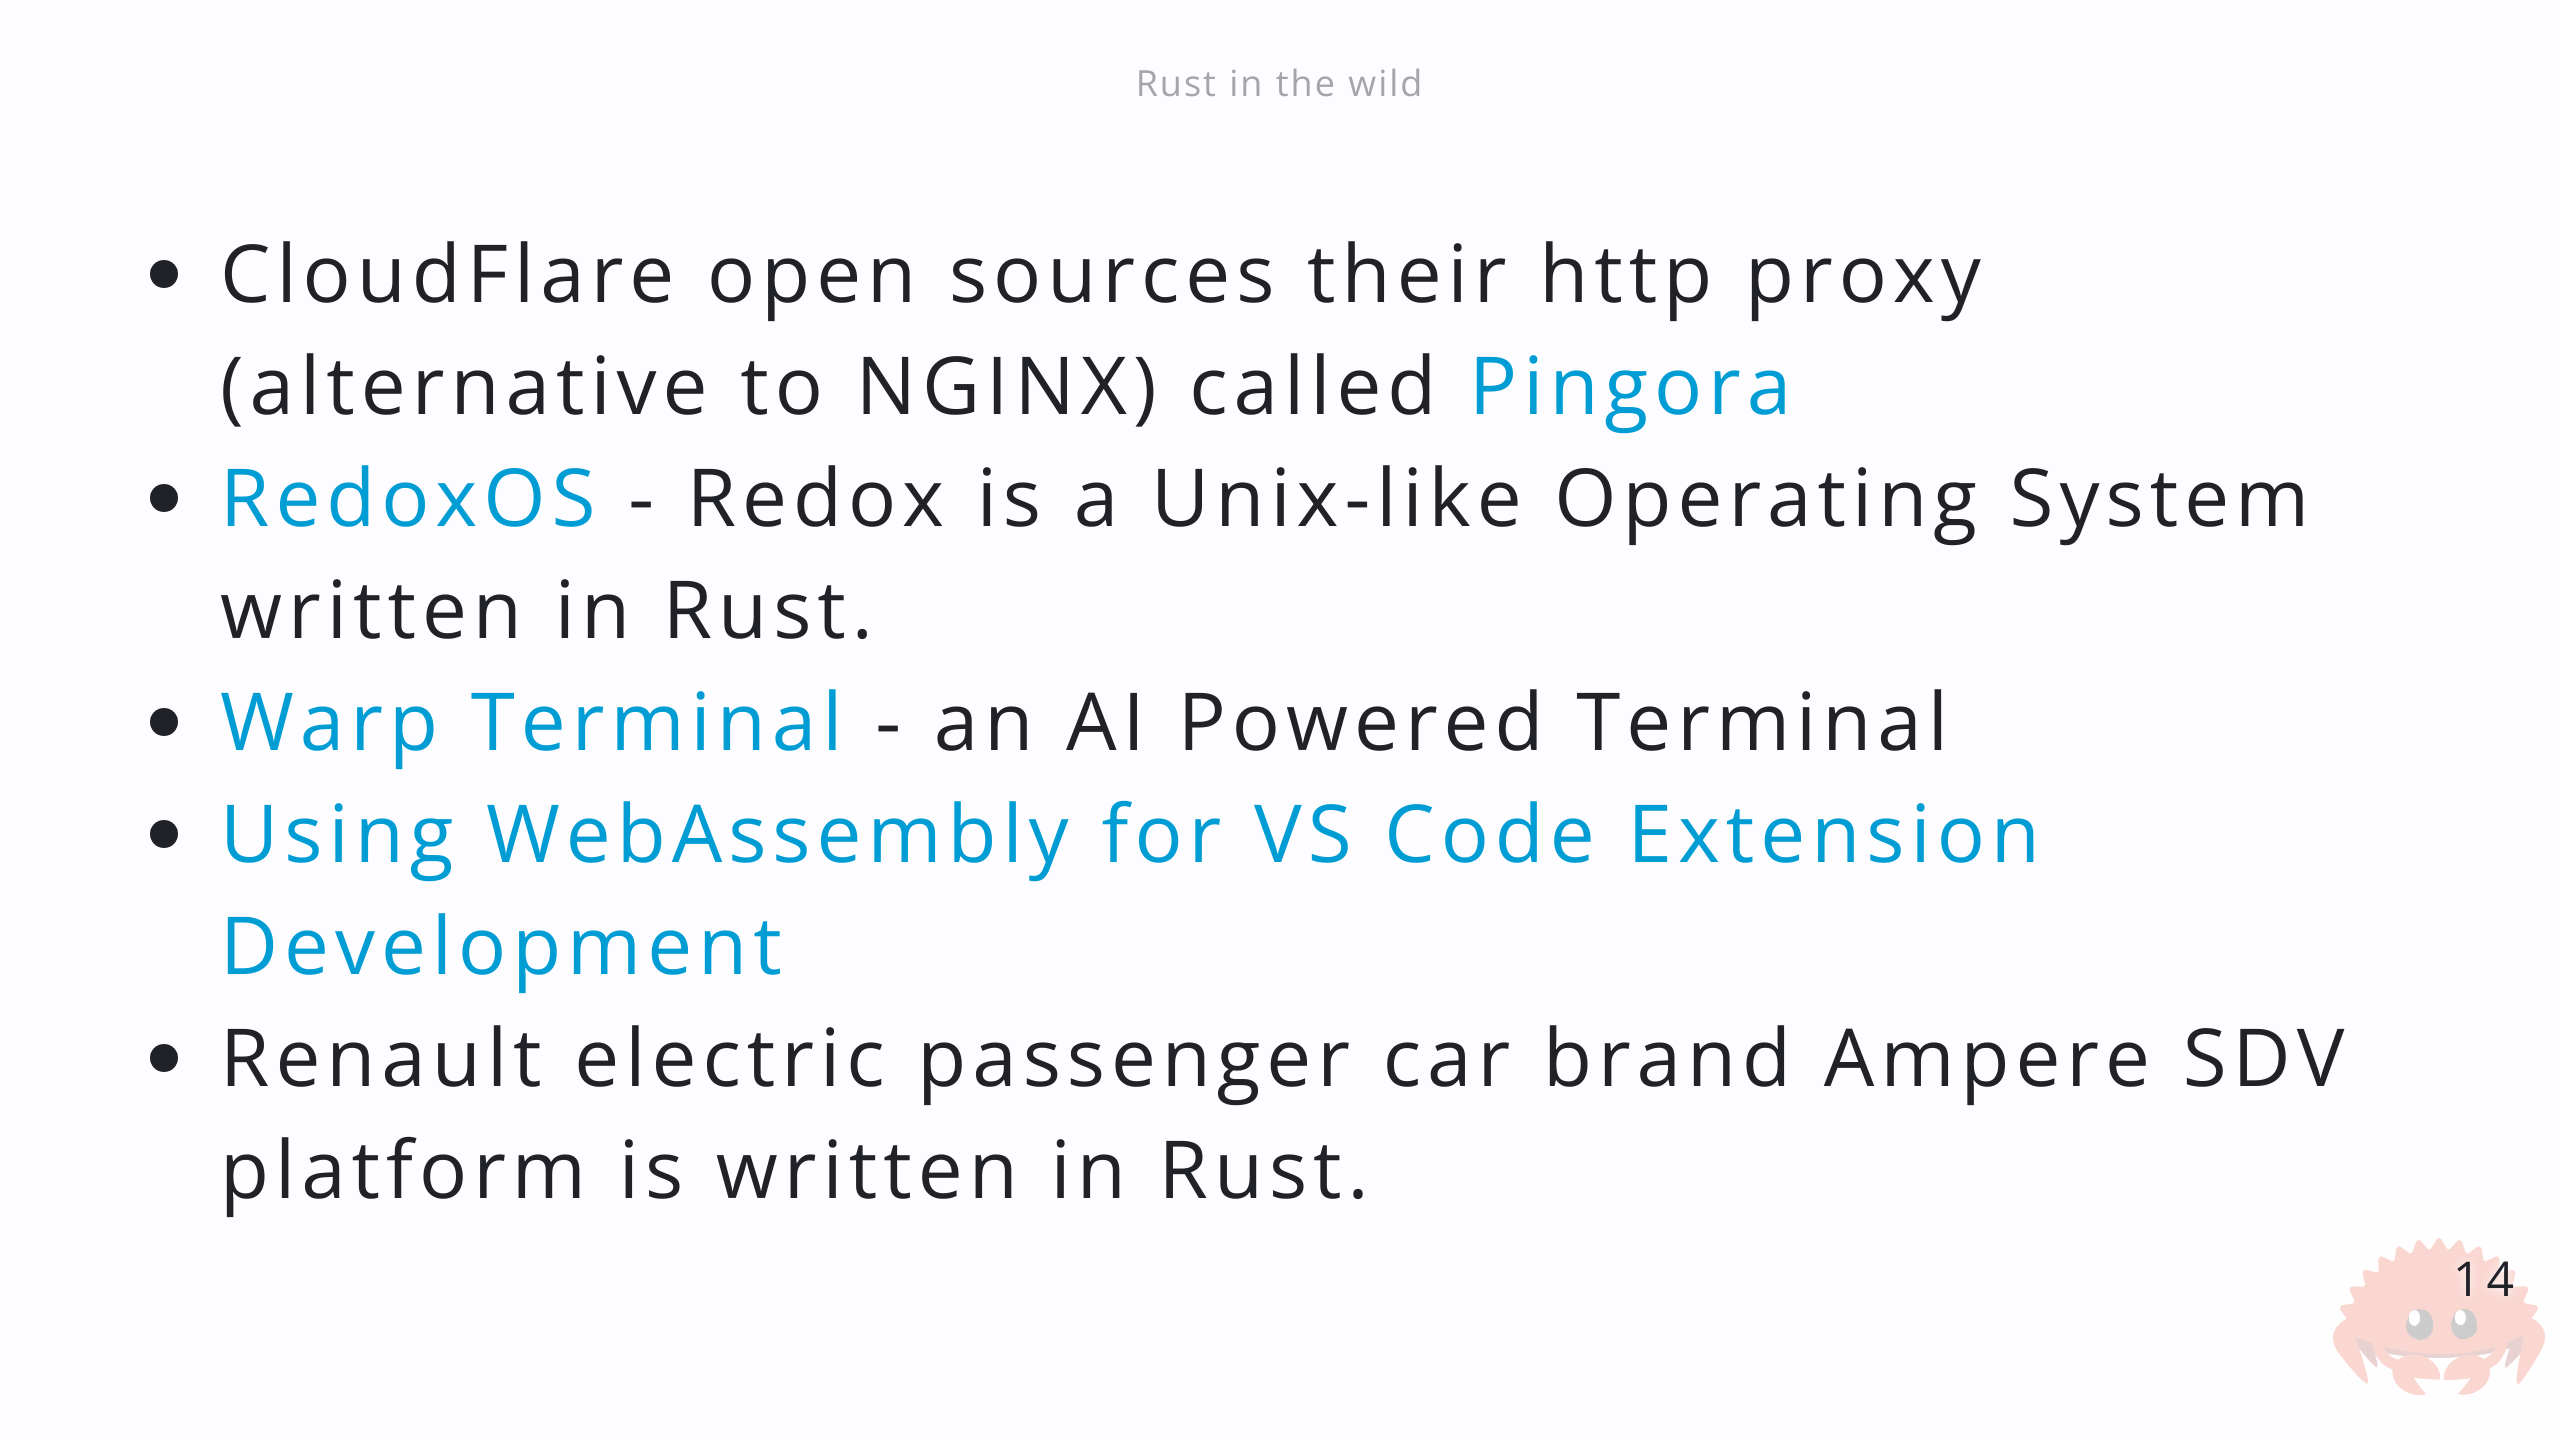 Rust in the wild
• CloudFlare open sources their http proxy
(alternative to NGINX) called Pingora
• RedoxOS - Redox is a Unix-like Operating System
written in Rust.
• Warp Terminal - an AI Powered Terminal
• Using WebAssembly for VS Code Extension
Development
• Renault electric passenger car brand Ampere SDV
platform is written in Rust.
14